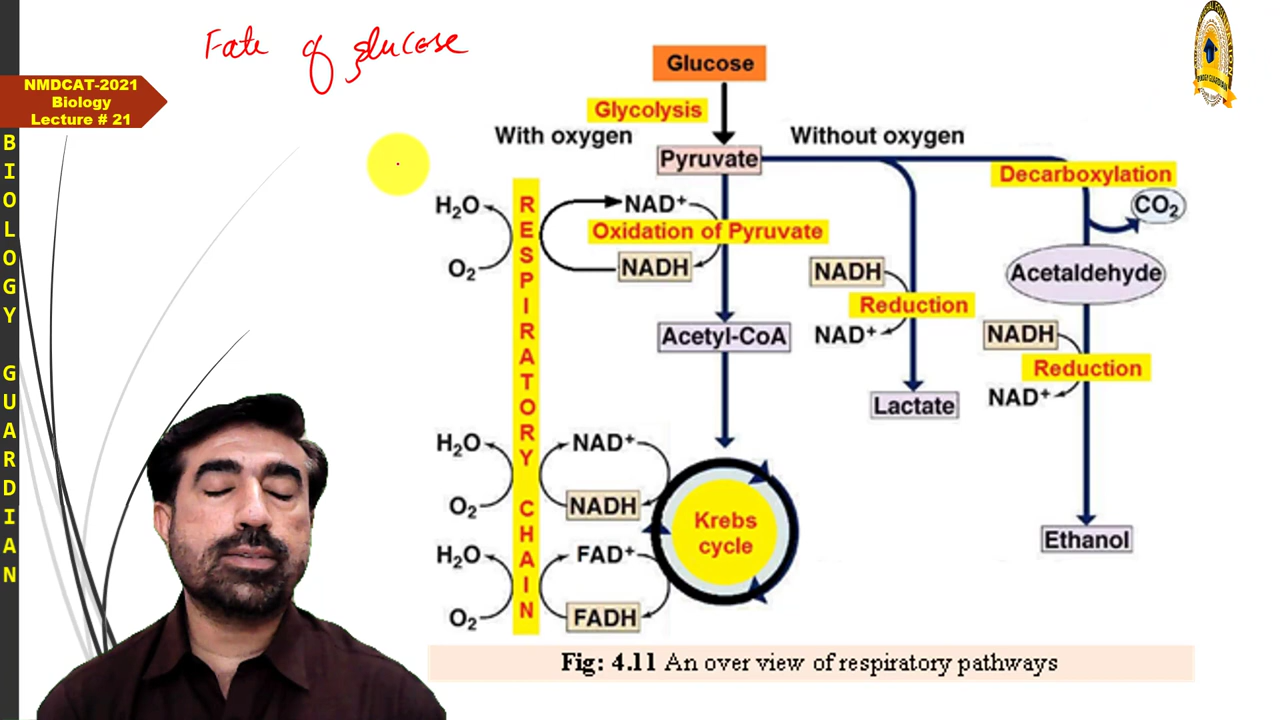 Fate of glucose
NMDCAT-2021
Biology
Lecture # 21
BIOLOGY GUARDIAN
Glucose
Glycolysis
With oxygen
Without oxygen
Pyruvate
Decarboxylation
CO₂
H₂O
O₂
RESPIRATORY CHAIN
NAD⁺
Oxidation of Pyruvate
NADH
Acetaldehyde
NADH
Reduction
NAD⁺
Acetyl-CoA
NADH
Reduction
NAD⁺
Lactate
H₂O
O₂
NAD⁺
NADH
Krebs
cycle
H₂O
O₂
FAD⁺
FADH
Ethanol
Fig: 4.11 An over view of respiratory pathways